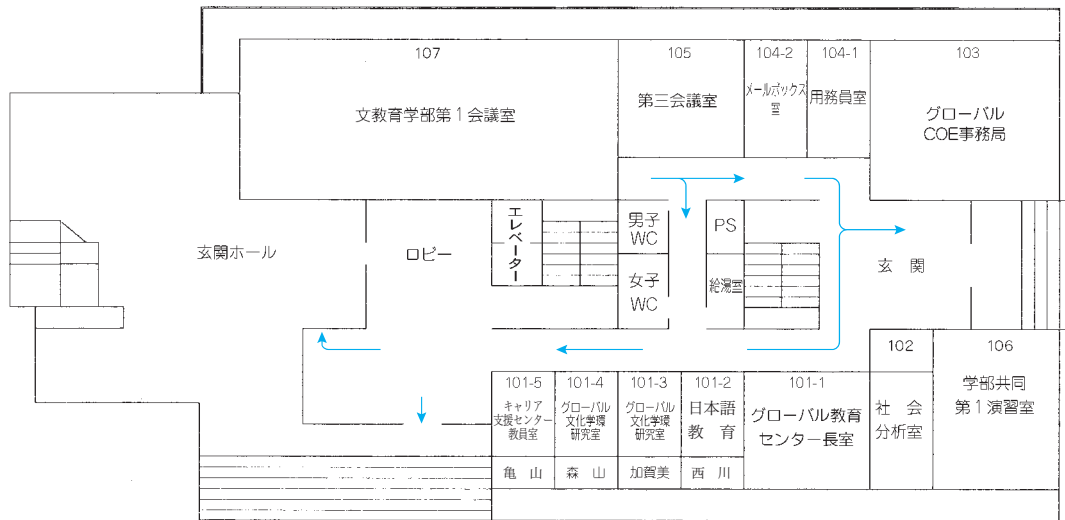 107
文教育学部第1会議室
105
第三会議室
104-2
メールボックス
室
104-1
用務員室
103
グローバル
COE事務局
玄関ホール
ロビー
エレベーター
男子
WC
女子
WC
PS
給湯室
玄　関
101-5
キャリア
支援センター
教員室
亀　山
101-4
グローバル
文化学環
研究室
森　山
101-3
グローバル
文化学環
研究室
加賀美
101-2
日本語
教　育
西　川
101-1
グローバル教育
センター長室
102
社　会
分析室
106
学部共同
第1演習室